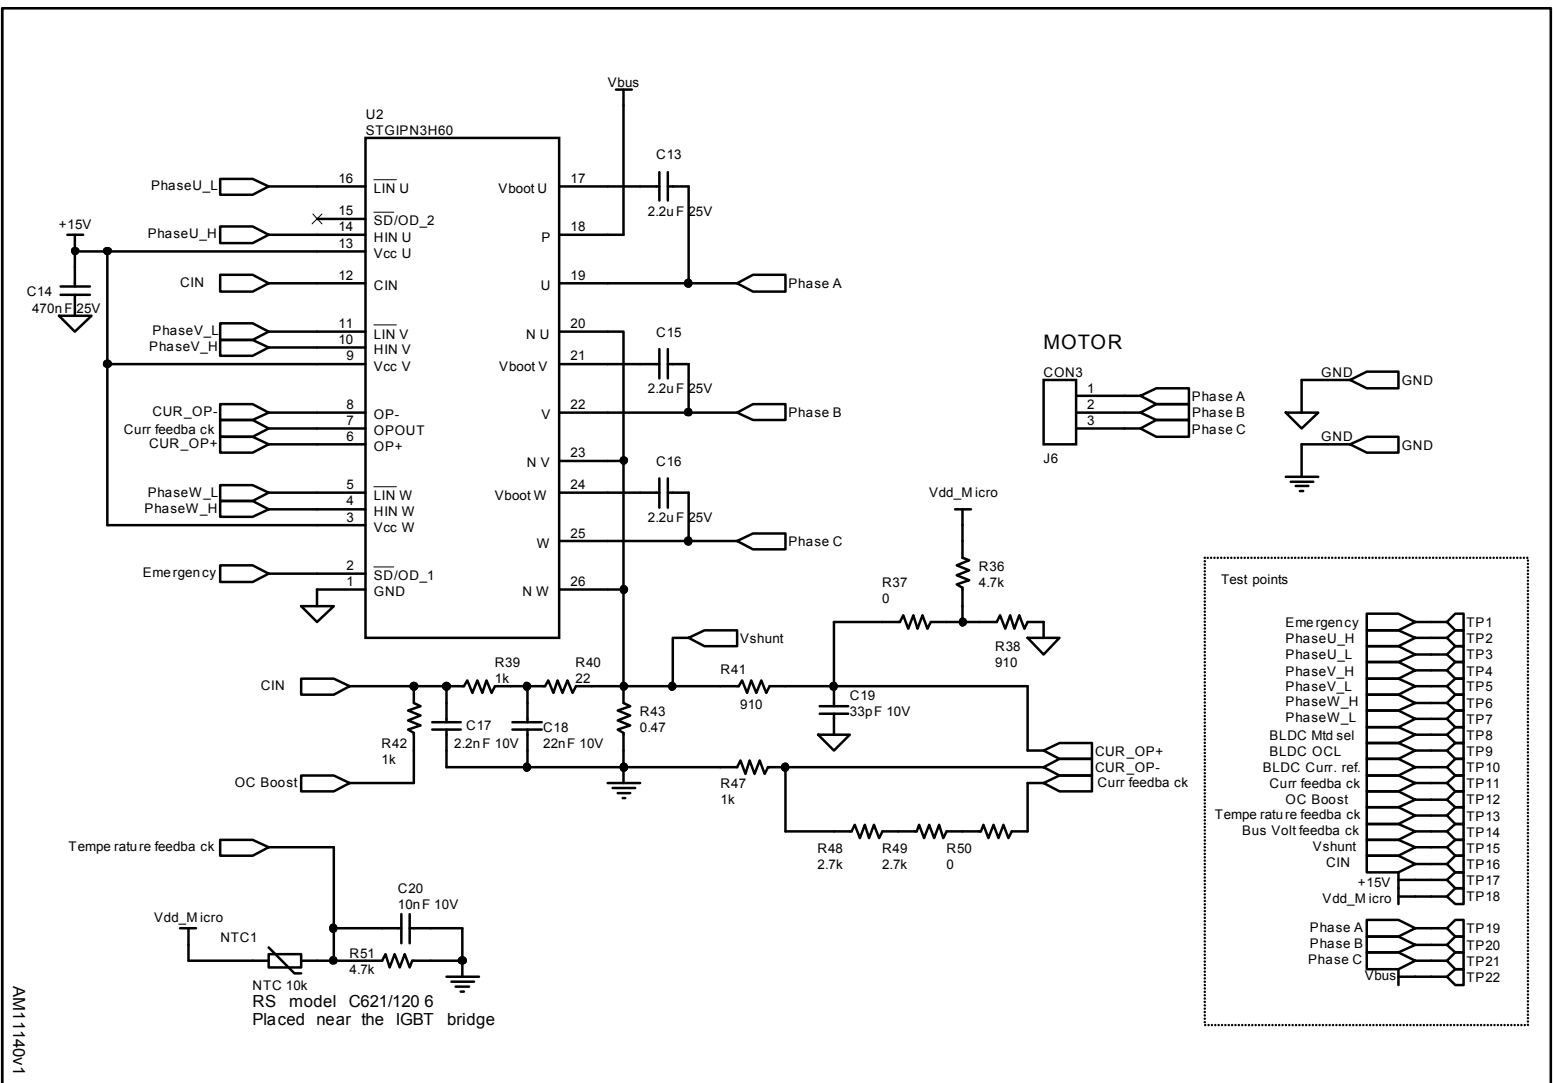 Vbus
U2
STGIPN3H60
PhaseU_L 16 LIN U
15 SD/OD_2
PhaseU_H 14 HIN U
+15V 13 Vcc U
CIN 12 CIN
C14
470nF 25V
PhaseV_L 11 LIN V
PhaseV_H 10 HIN V
9 Vcc V
CUR_OP- 8 OP-
Curr feedback 7 OPOUT
CUR_OP+ 6 OP+
PhaseW_L 5 LIN W
PhaseW_H 4 HIN W
3 Vcc W
Emergency 2 SD/OD_1
1 GND
Vboot U 17
C13
2.2uF 25V
P 18
U 19 Phase A
N U 20
Vboot V 21
C15
2.2uF 25V
V 22 Phase B
N V 23
Vboot W 24
C16
2.2uF 25V
W 25 Phase C
N W 26
MOTOR
CON3
1 Phase A
2 Phase B
3 Phase C
J6
GND GND
GND GND
Vdd_Micro
R36
4.7k
R37
0
R38
910
Vshunt
CIN
R39
1k
R40
22
R41
910
C19
33pF 10V
R42
1k
C17
2.2nF 10V
C18
22nF 10V
R43
0.47
OC Boost
R47
1k
CUR_OP+
CUR_OP-
Curr feedback
R48
2.7k
R49
2.7k
R50
0
Temperature feedback
C20
10nF 10V
Vdd_Micro
NTC1
R51
4.7k
NTC 10k
RS model C621/1206
Placed near the IGBT bridge
Test points
Emergency TP1
PhaseU_H TP2
PhaseU_L TP3
PhaseV_H TP4
PhaseV_L TP5
PhaseW_H TP6
PhaseW_L TP7
BLDC Mtd sel TP8
BLDC OCL TP9
BLDC Curr. ref. TP10
Curr feedback TP11
OC Boost TP12
Temperature feedback TP13
Bus Volt feedback TP14
Vshunt TP15
CIN TP16
+15V TP17
Vdd_Micro TP18
Phase A TP19
Phase B TP20
Phase C TP21
Vbus TP22
AM11140v1